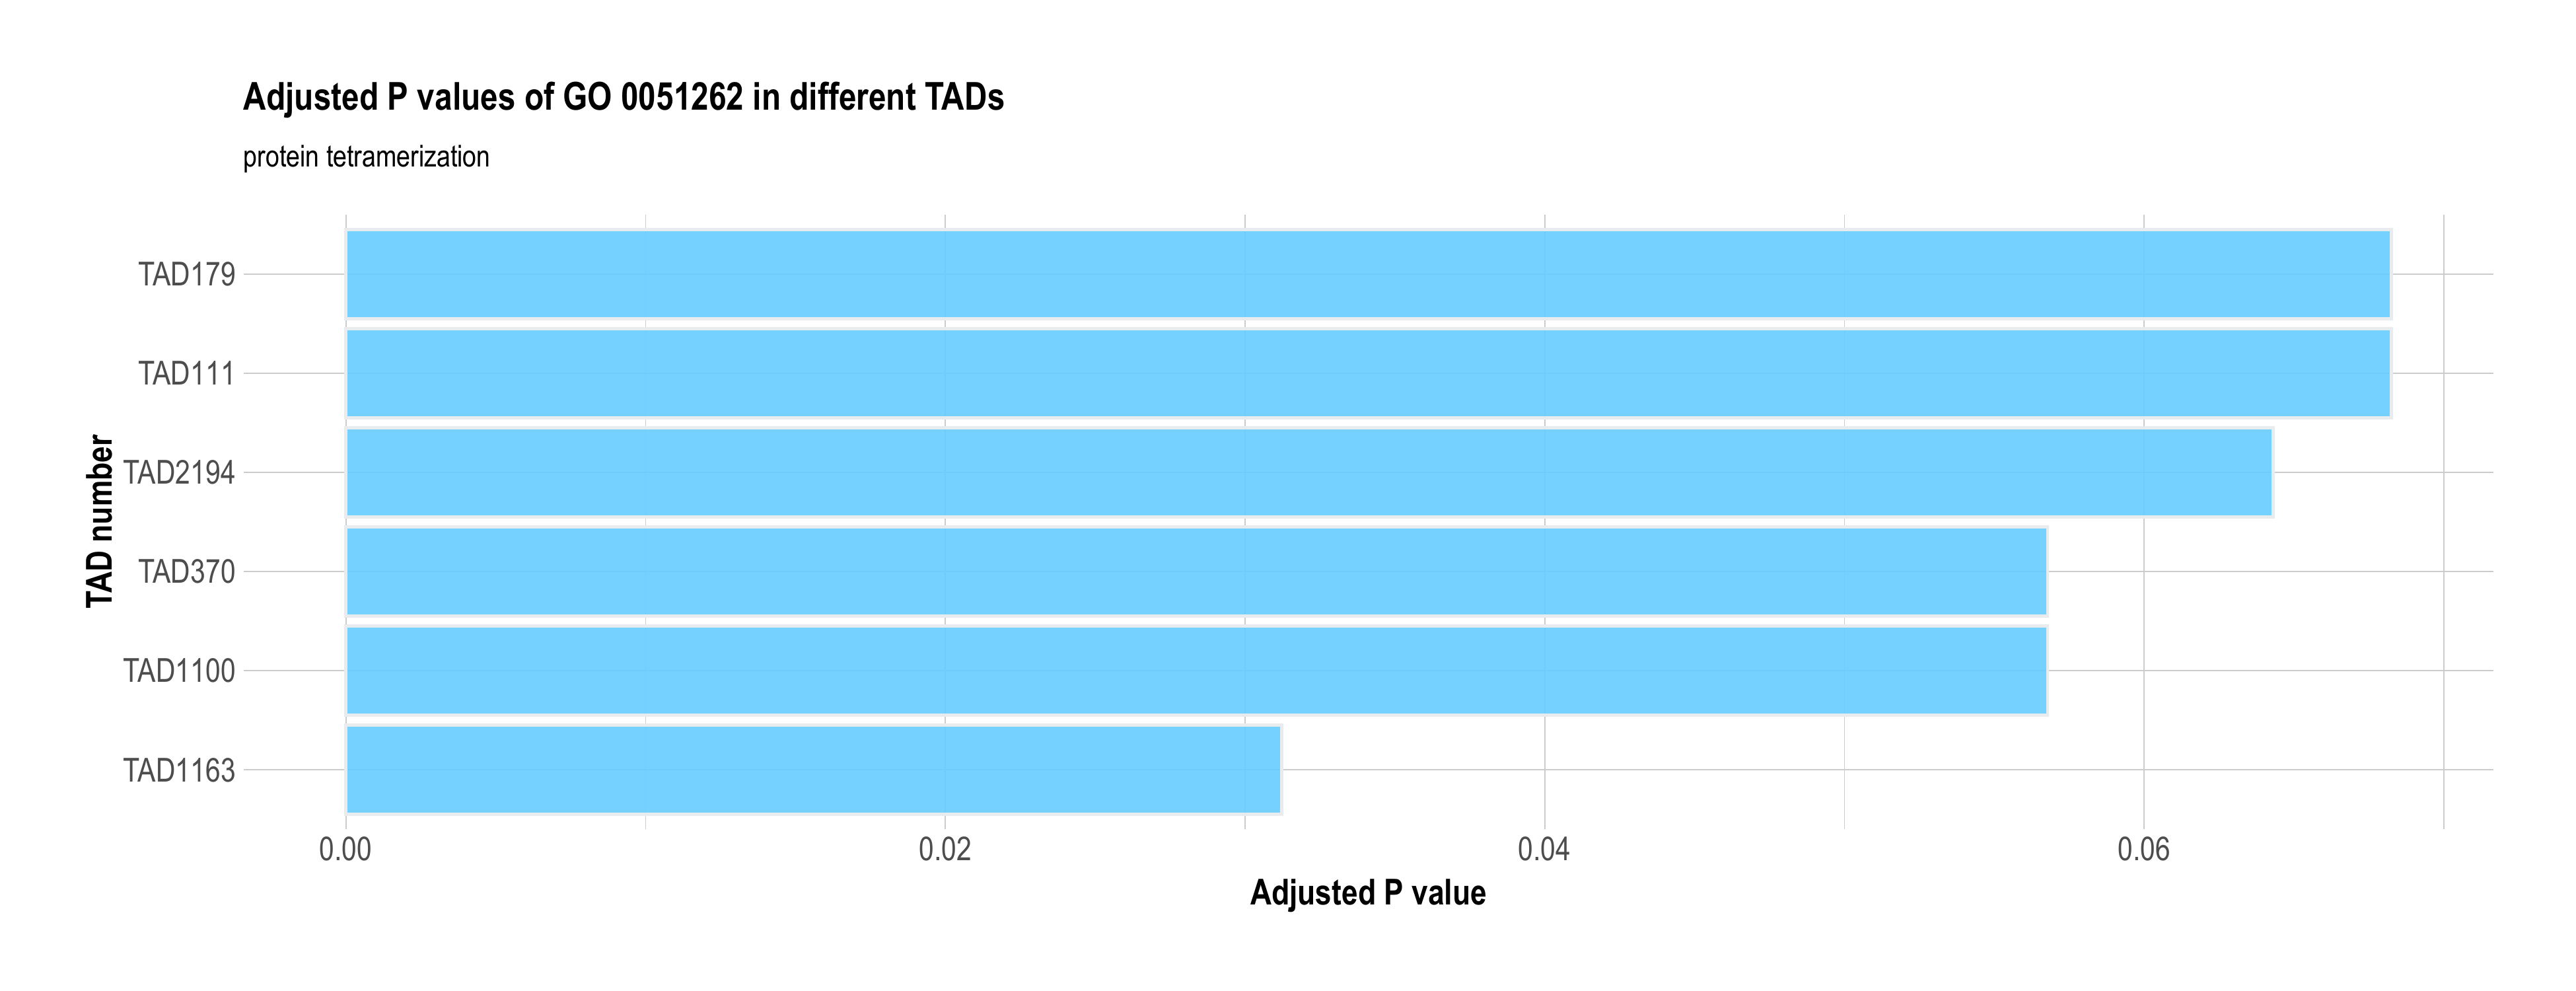 Adjusted P values of GO 0051262 in different TADs
protein tetramerization
TAD number
TAD179
TAD111
TAD2194
TAD370
TAD1100
TAD1163
0.00 0.02 0.04 0.06
Adjusted P value